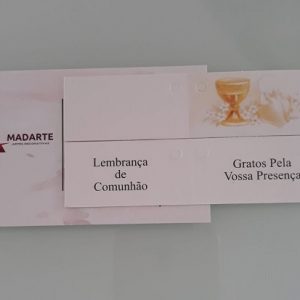 MADARTE
Lembrança
de
Comunhão
Gratos Pela
Vossa Presença